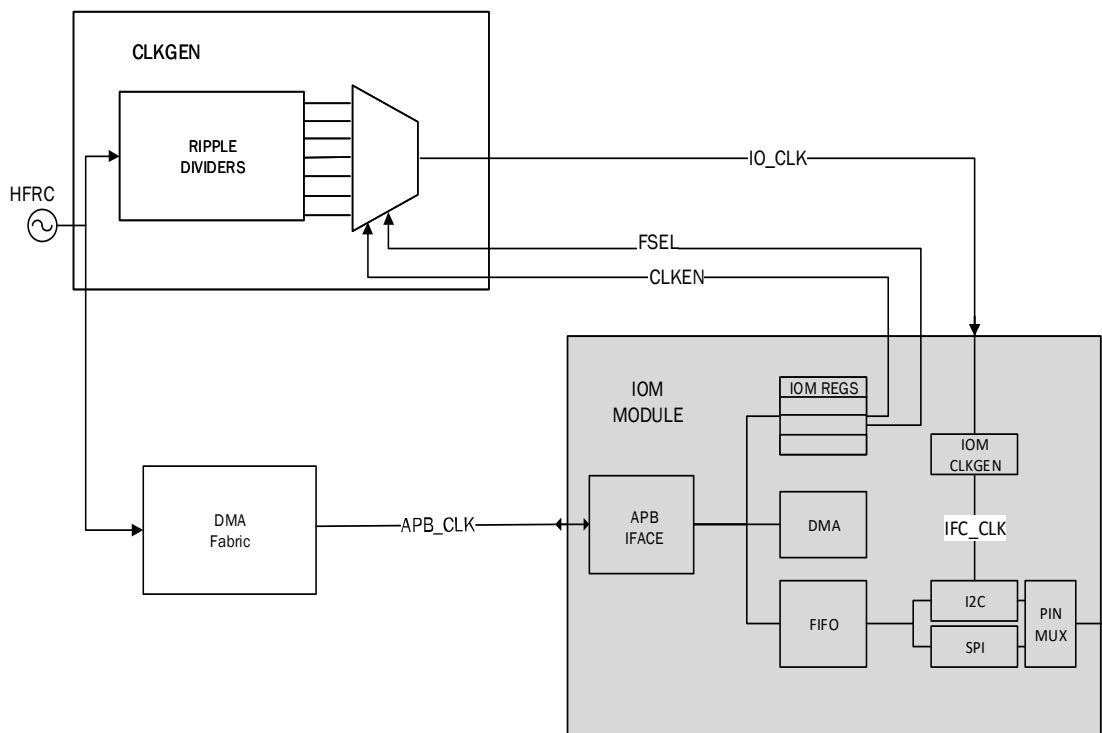 CLKGEN
RIPPLE
DIVIDERS
HFRC
IO_CLK
FSEL
CLKEN
IOM
MODULE
IOM REGS
IOM
CLKGEN
DMA
Fabric
APB_CLK
APB
IFACE
DMA
IFC_CLK
FIFO
I2C
SPI
PIN
MUX